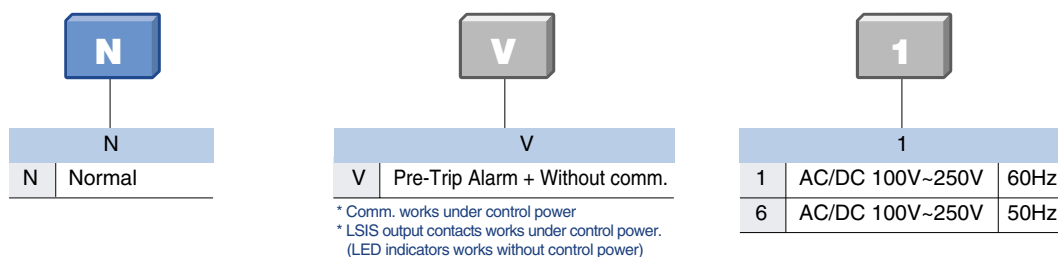 N
V
1
N
V
1
N Normal
V Pre-Trip Alarm + Without comm.
1 AC/DC 100V~250V 60Hz
6 AC/DC 100V~250V 50Hz
* Comm. works under control power
* LSIS output contacts works under control power.
(LED indicators works without control power)